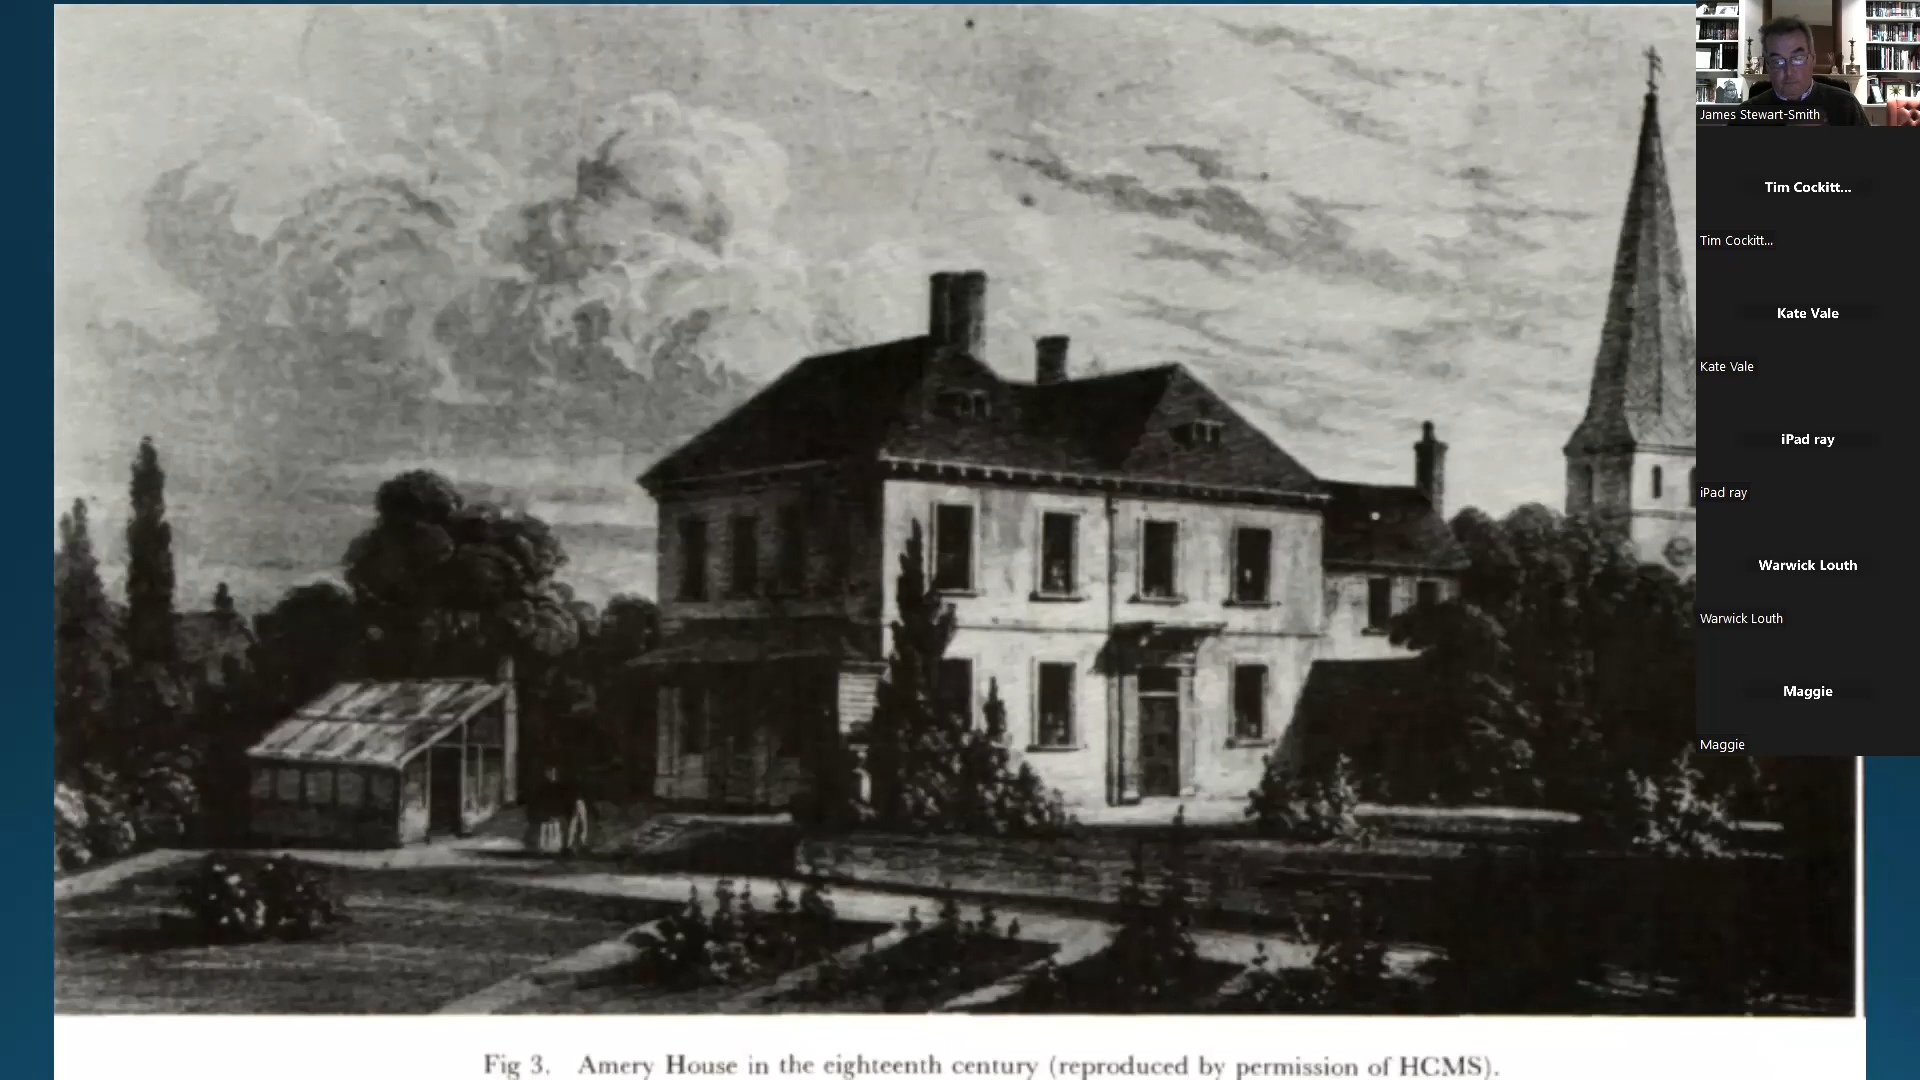 James Stewart-Smith
Tim Cockitt...
Tim Cockitt...
Kate Vale
Kate Vale
iPad ray
iPad ray
Warwick Louth
Warwick Louth
Maggie
Maggie
Fig 3. Amery House in the eighteenth century (reproduced by permission of HCMS).